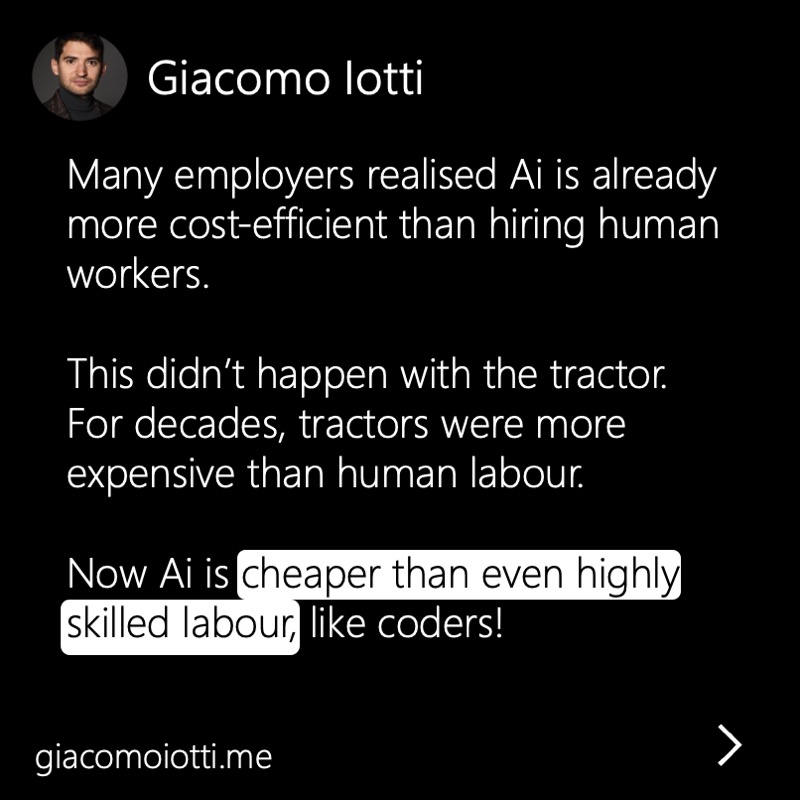 Giacomo Iotti
Many employers realised Ai is already
more cost-efficient than hiring human
workers.
This didn’t happen with the tractor.
For decades, tractors were more
expensive than human labour.
Now Ai is cheaper than even highly
skilled labour, like coders!
giacomoiotti.me